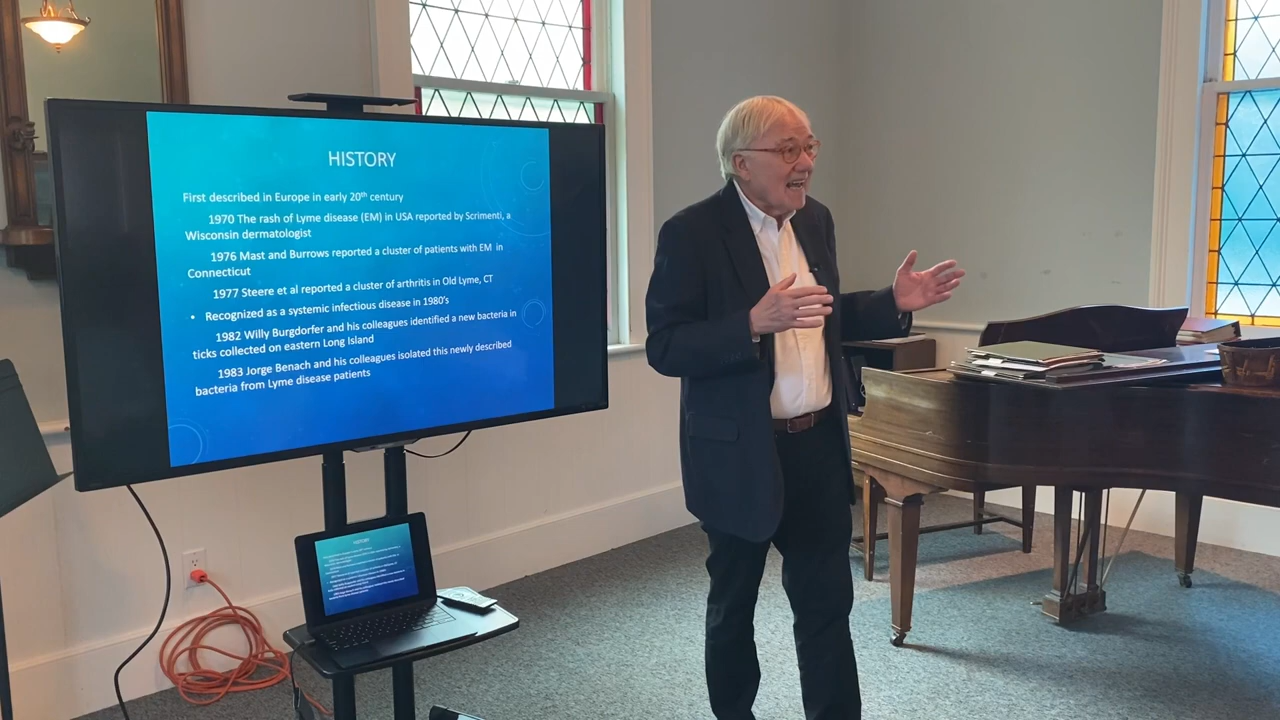 HISTORY
First described in Europe in early 20th century
1970 The rash of Lyme disease (EM) in USA reported by Scrimenti, a
Wisconsin dermatologist
1976 Mast and Burrows reported a cluster of patients with EM in
Connecticut
1977 Steere et al reported a cluster of arthritis in Old Lyme, CT
• Recognized as a systemic infectious disease in 1980's
1982 Willy Burgdorfer and his colleagues identified a new bacteria in
ticks collected on eastern Long Island
1983 Jorge Benach and his colleagues isolated this newly described
bacteria from Lyme disease patients
HISTORY